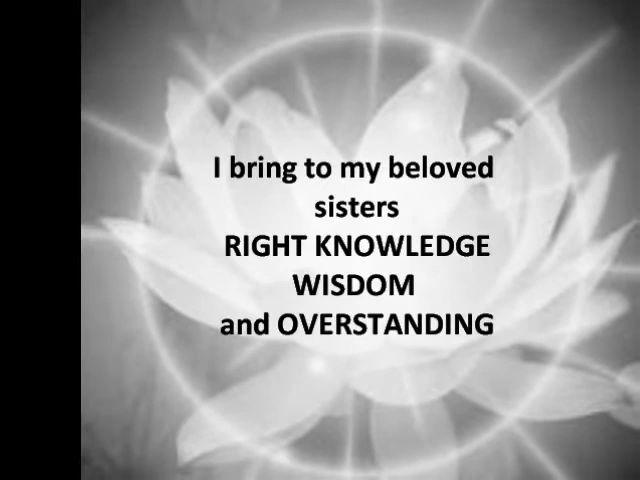 I bring to my beloved
sisters
RIGHT KNOWLEDGE
WISDOM
and OVERSTANDING